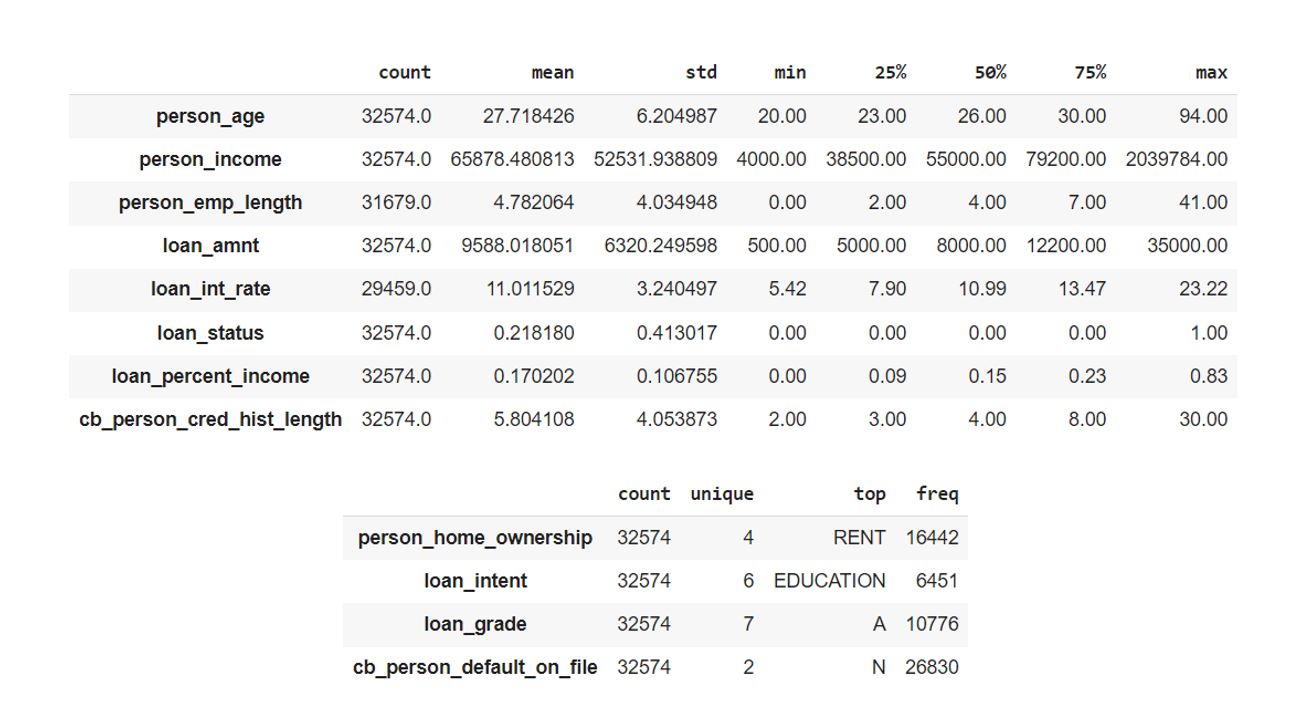 count mean std min 25% 50% 75% max
person_age 32574.0 27.718426 6.204987 20.00 23.00 26.00 30.00 94.00
person_income 32574.0 65878.480813 52531.938809 4000.00 38500.00 55000.00 79200.00 2039784.00
person_emp_length 31679.0 4.782064 4.034948 0.00 2.00 4.00 7.00 41.00
loan_amnt 32574.0 9588.018051 6320.249598 500.00 5000.00 8000.00 12200.00 35000.00
loan_int_rate 29459.0 11.011529 3.240497 5.42 7.90 10.99 13.47 23.22
loan_status 32574.0 0.218180 0.413017 0.00 0.00 0.00 0.00 1.00
loan_percent_income 32574.0 0.170202 0.106755 0.00 0.09 0.15 0.23 0.83
cb_person_cred_hist_length 32574.0 5.804108 4.053873 2.00 3.00 4.00 8.00 30.00
count unique top freq
person_home_ownership 32574 4 RENT 16442
loan_intent 32574 6 EDUCATION 6451
loan_grade 32574 7 A 10776
cb_person_default_on_file 32574 2 N 26830